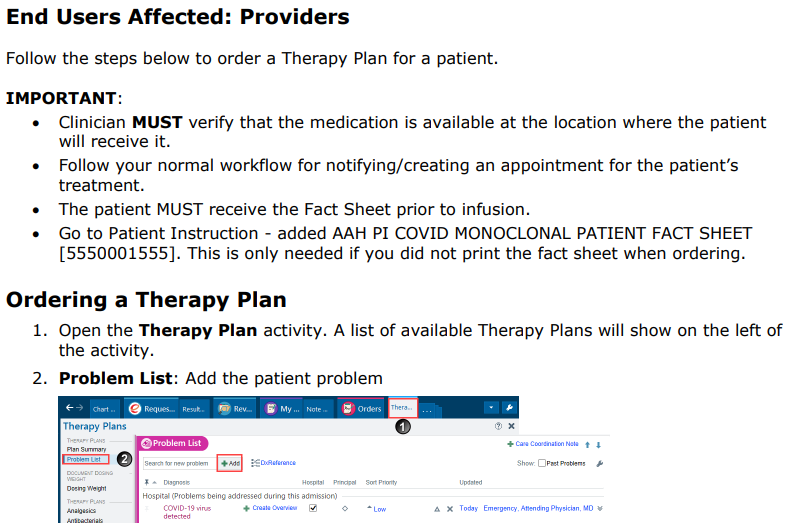 End Users Affected: Providers
Follow the steps below to order a Therapy Plan for a patient.
IMPORTANT:
• Clinician MUST verify that the medication is available at the location where the patient
will receive it.
• Follow your normal workflow for notifying/creating an appointment for the patient's
treatment.
• The patient MUST receive the Fact Sheet prior to infusion.
• Go to Patient Instruction - added AAH PI COVID MONOCLONAL PATIENT FACT SHEET
[5550001555]. This is only needed if you did not print the fact sheet when ordering.
Ordering a Therapy Plan
1. Open the Therapy Plan activity. A list of available Therapy Plans will show on the left of
the activity.
2. Problem List: Add the patient problem
Chart ... Reques... Result... Rev... My ... Note ... Orders Thera... ...
1
Therapy Plans
THERAPY PLANS
Plan Summary
Problem List 2
DOCUMENT DOSING
WEIGHT
Dosing Weight
THERAPY PLANS
Analgesics
Antibacterials
Problem List Care Coordination Note
Search for new problem Add DxReference Show: Past Problems
Diagnosis Hospital Principal Sort Priority Updated
Hospital (Problems being addressed during this admission)
COVID-19 virus Create Overview Low Today Emergency, Attending Physician, MD
detected